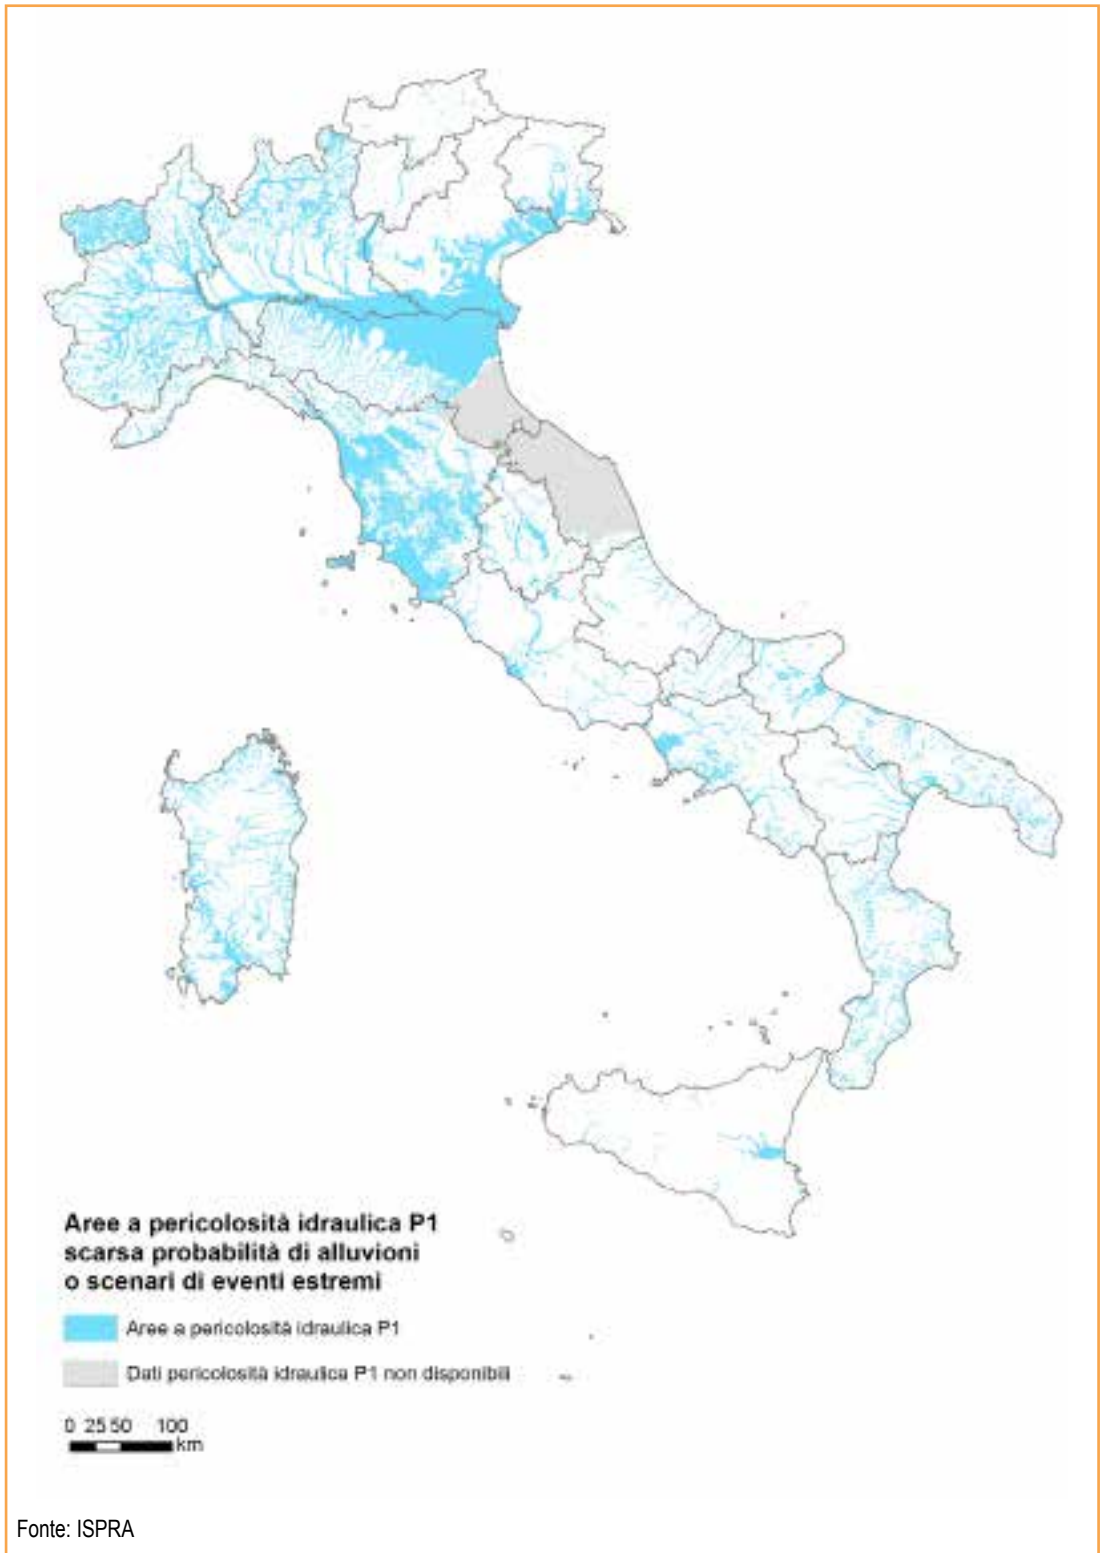 Aree a pericolosità idraulica P1
scarsa probabilità di alluvioni
o scenari di eventi estremi
Aree a pericolosità idraulica P1
Dati pericolosità idraulica P1 non disponibili
0 25 50 100
km
Fonte: ISPRA